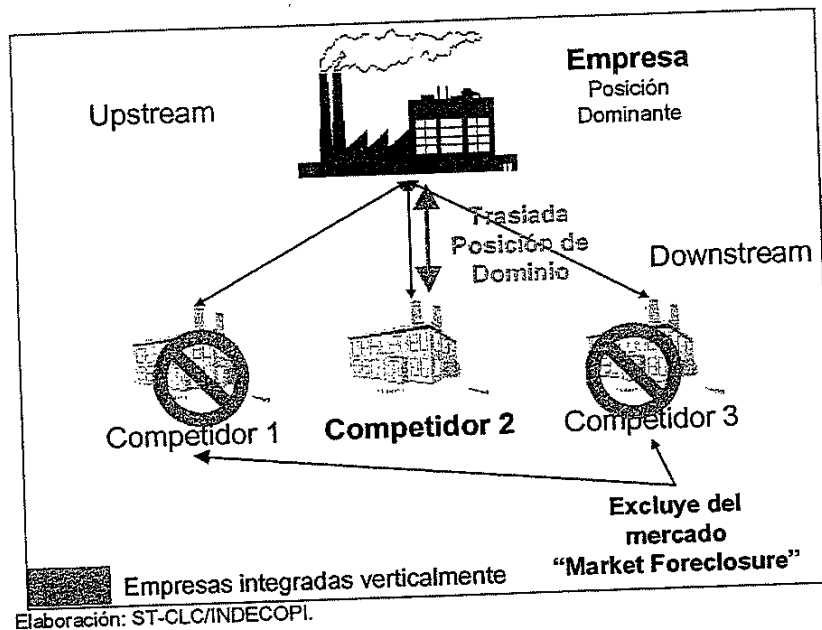 Empresa
Posición
Dominante
Upstream
Traslada
Posición de
Dominio
Downstream
Competidor 1
Competidor 2
Competidor 3
Excluye del
mercado
“Market Foreclosure”
Empresas integradas verticalmente
Elaboración: ST-CLC/INDECOPI.